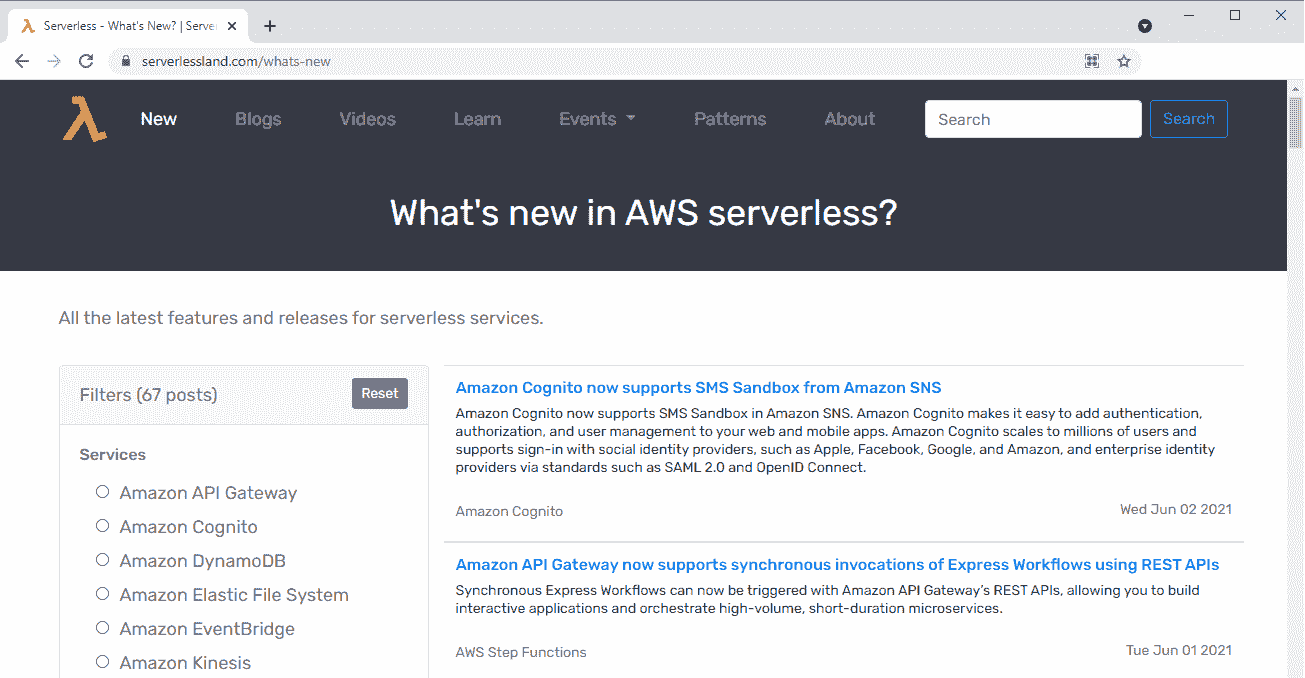 Serverless - What's New? | Serve
serverlessland.com/whats-new
New Blogs Videos Learn Events Patterns About Search Search
What's new in AWS serverless?
All the latest features and releases for serverless services.
Filters (67 posts) Reset
Services
Amazon API Gateway
Amazon Cognito
Amazon DynamoDB
Amazon Elastic File System
Amazon EventBridge
Amazon Kinesis
Amazon Cognito now supports SMS Sandbox from Amazon SNS
Amazon Cognito now supports SMS Sandbox in Amazon SNS. Amazon Cognito makes it easy to add authentication,
authorization, and user management to your web and mobile apps. Amazon Cognito scales to millions of users and
supports sign-in with social identity providers, such as Apple, Facebook, Google, and Amazon, and enterprise identity
providers via standards such as SAML 2.0 and OpenID Connect.
Amazon Cognito Wed Jun 02 2021
Amazon API Gateway now supports synchronous invocations of Express Workflows using REST APIs
Synchronous Express Workflows can now be triggered with Amazon API Gateway’s REST APIs, allowing you to build
interactive applications and orchestrate high-volume, short-duration microservices.
AWS Step Functions Tue Jun 01 2021